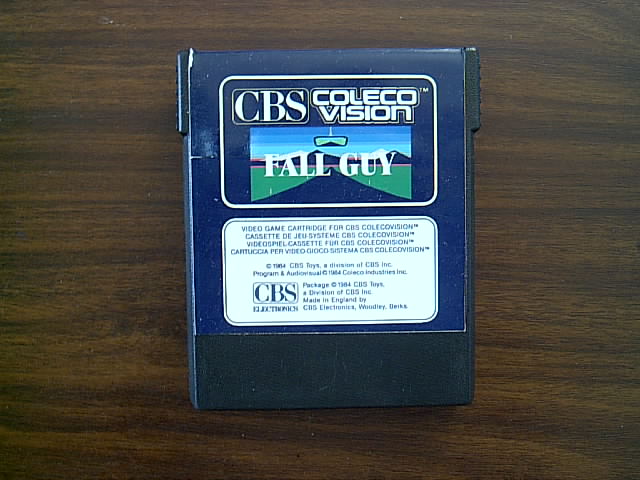 CBS COLECO VISION™
FALL GUY
VIDEO GAME CARTRIDGE FOR CBS COLECOVISION™
CASSETTE DE JEU-SYSTEME CBS COLECOVISION™
VIDEOSPIEL-CASSETTE FÜR CBS COLECOVISION™
CARTUCCIA PER VIDEO-GIOCO-SISTEMA CBS COLECOVISION™
© 1984 CBS Toys, a division of CBS Inc.
Program & Audiovisual © 1984 Coleco Industries Inc.
CBS ELECTRONICS
Package © 1984 CBS Toys,
a Division of CBS Inc.
Made in England by
CBS Electronics, Woodley, Berks.